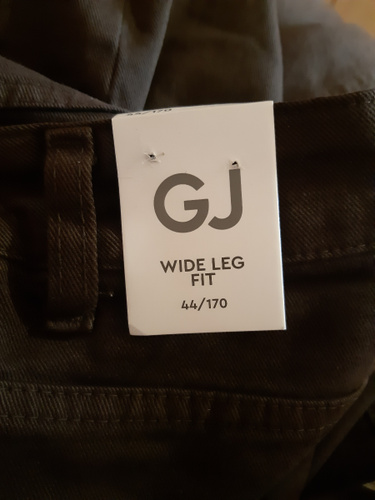 GJ
WIDE LEG
FIT
44/170